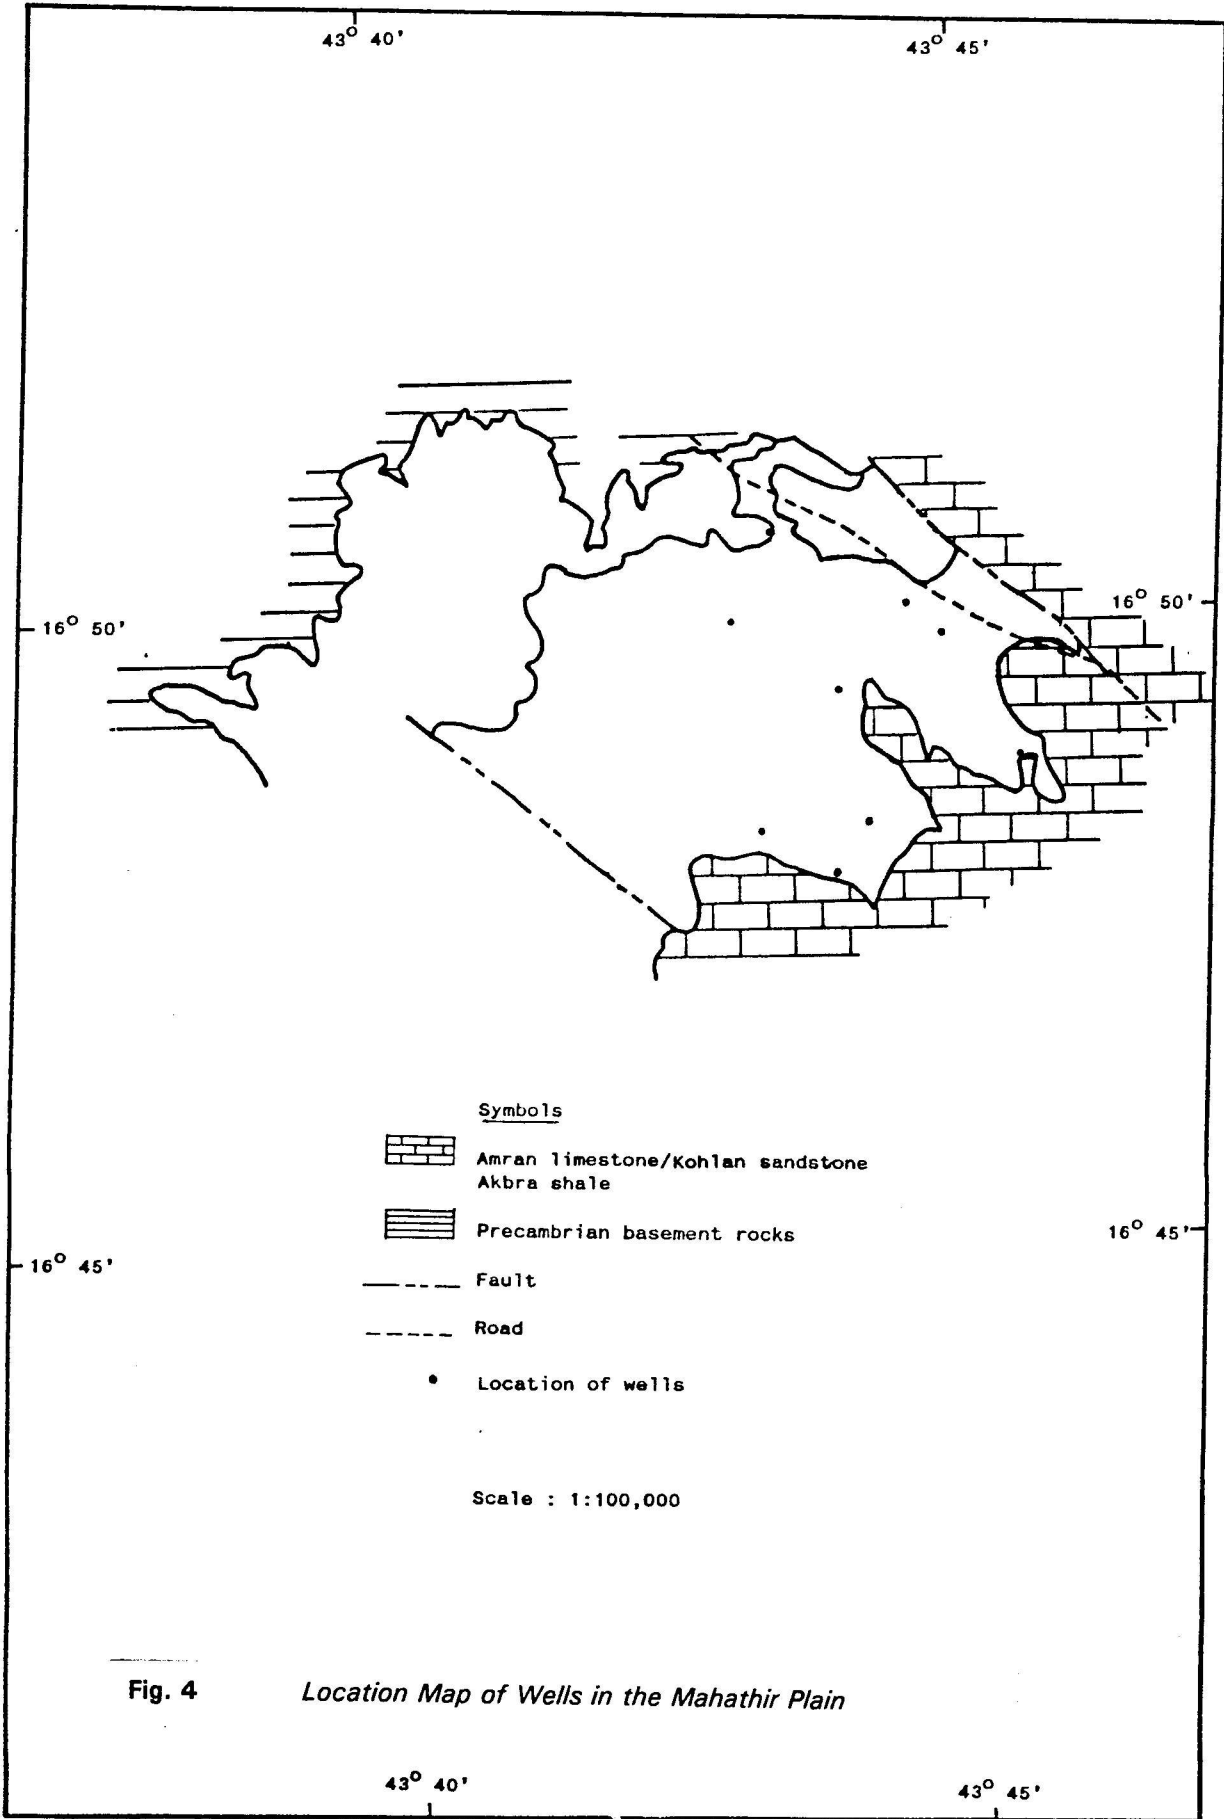 43° 40'
43° 45'
16° 50'
16° 50'
Symbols
Amran limestone/Kohlan sandstone
Akbra shale
Precambrian basement rocks
16° 45'
16° 45'
Fault
Road
Location of wells
Scale : 1:100,000
Fig. 4 Location Map of Wells in the Mahathir Plain
43° 40'
43° 45'